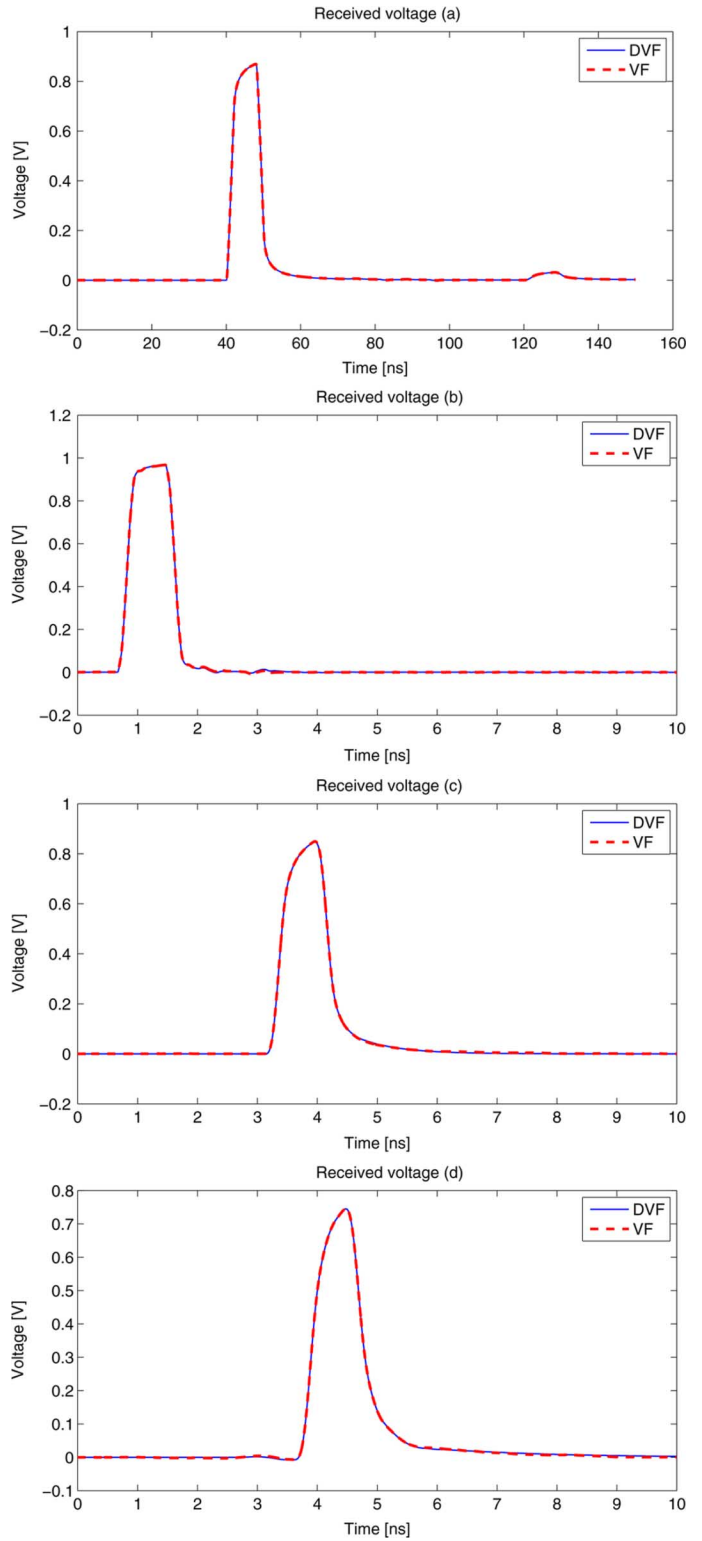 Received voltage (a)
1
0.8
0.6
0.4
0.2
0
−0.2
Voltage [V]
DVF
VF
0 20 40 60 80 100 120 140 160
Time [ns]
Received voltage (b)
1.2
1
0.8
0.6
0.4
0.2
0
−0.2
Voltage [V]
DVF
VF
0 1 2 3 4 5 6 7 8 9 10
Time [ns]
Received voltage (c)
1
0.8
0.6
0.4
0.2
0
−0.2
Voltage [V]
DVF
VF
0 1 2 3 4 5 6 7 8 9 10
Time [ns]
Received voltage (d)
0.8
0.7
0.6
0.5
0.4
0.3
0.2
0.1
0
−0.1
Voltage [V]
DVF
VF
0 1 2 3 4 5 6 7 8 9 10
Time [ns]